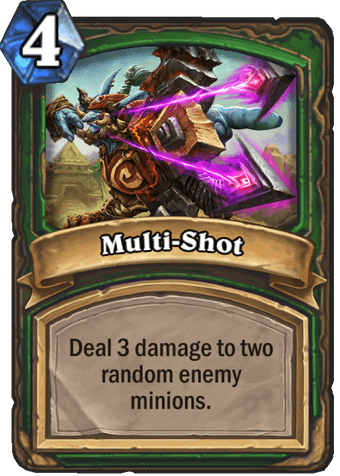 4
Multi-Shot
Deal 3 damage to two
random enemy
minions.